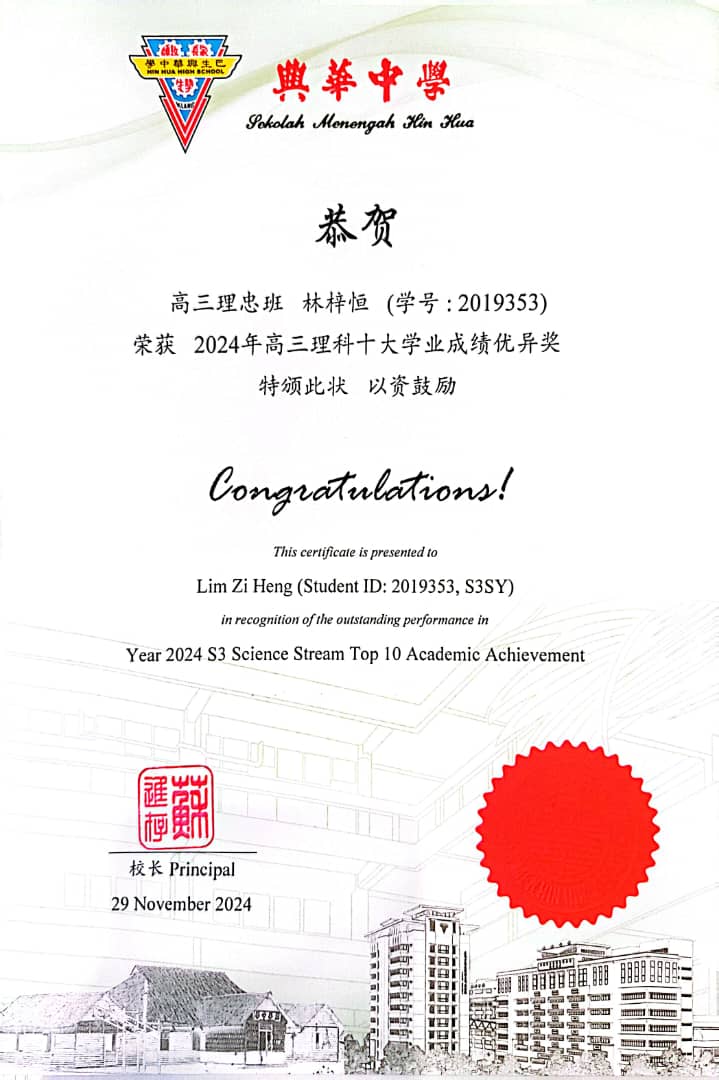 學中華興生巴
HIN HUA HIGH SCHOOL
KLANG
興華中學
Sekolah Menengah Hin Hua
恭贺
高三理忠班 林梓恒 (学号 : 2019353)
荣获 2024年高三理科十大学业成绩优异奖
特颁此状 以资鼓励
Congratulations!
This certificate is presented to
Lim Zi Heng (Student ID: 2019353, S3SY)
in recognition of the outstanding performance in
Year 2024 S3 Science Stream Top 10 Academic Achievement
蘇進存
校长 Principal
29 November 2024